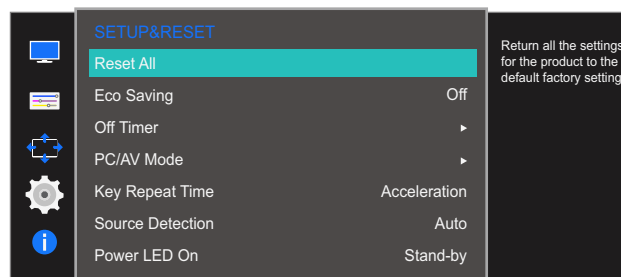 SETUP&RESET
Reset All
Eco Saving Off
Off Timer
PC/AV Mode
Key Repeat Time Acceleration
Source Detection Auto
Power LED On Stand-by
Return all the settings
for the product to the
default factory setting